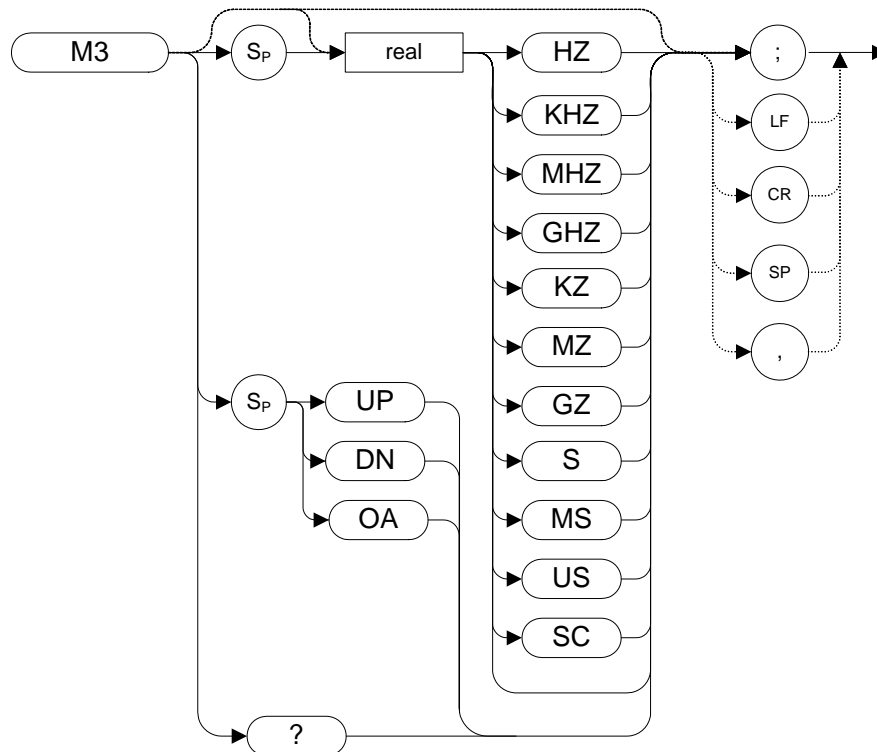 M3 SP real HZ ;
KHZ LF
MHZ
CR
GHZ
KZ SP
MZ ,
SP UP GZ
DN S
OA MS
US
SC
?